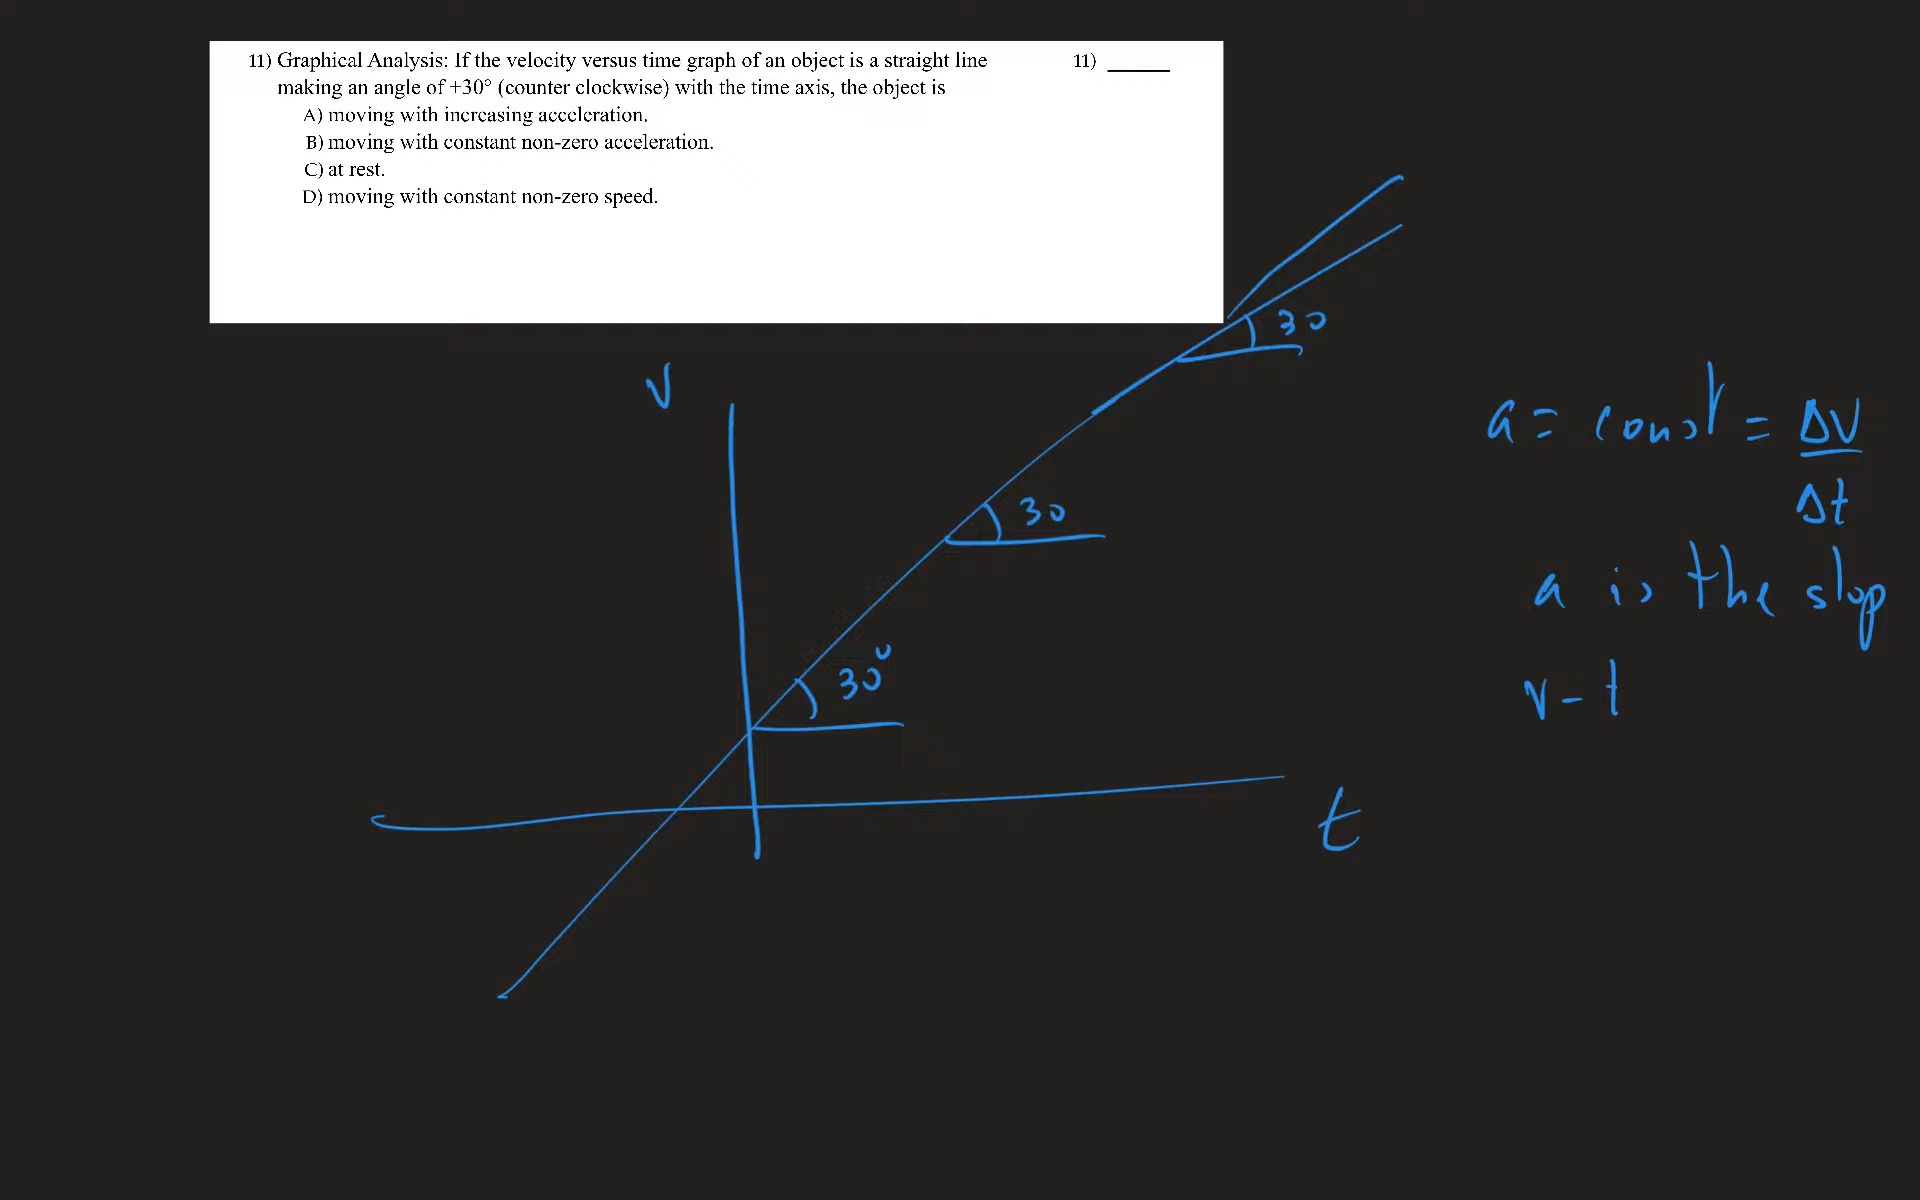 11) Graphical Analysis: If the velocity versus time graph of an object is a straight line
11) ______
making an angle of +30° (counter clockwise) with the time axis, the object is
A) moving with increasing acceleration.
B) moving with constant non-zero acceleration.
C) at rest.
D) moving with constant non-zero speed.
30
v
a = const = Δv
Δt
30
a is the slop
30°
v - t
t